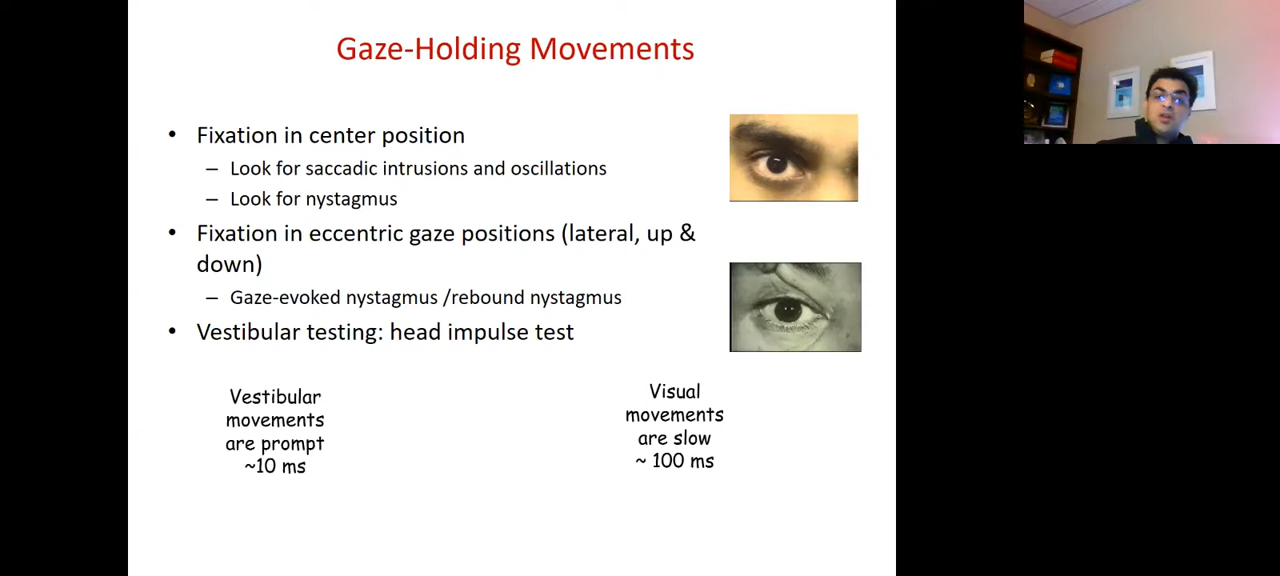 Gaze-Holding Movements
• Fixation in center position
– Look for saccadic intrusions and oscillations
– Look for nystagmus
• Fixation in eccentric gaze positions (lateral, up &
down)
– Gaze-evoked nystagmus /rebound nystagmus
• Vestibular testing: head impulse test
Vestibular
movements
are prompt
~10 ms
Visual
movements
are slow
~ 100 ms